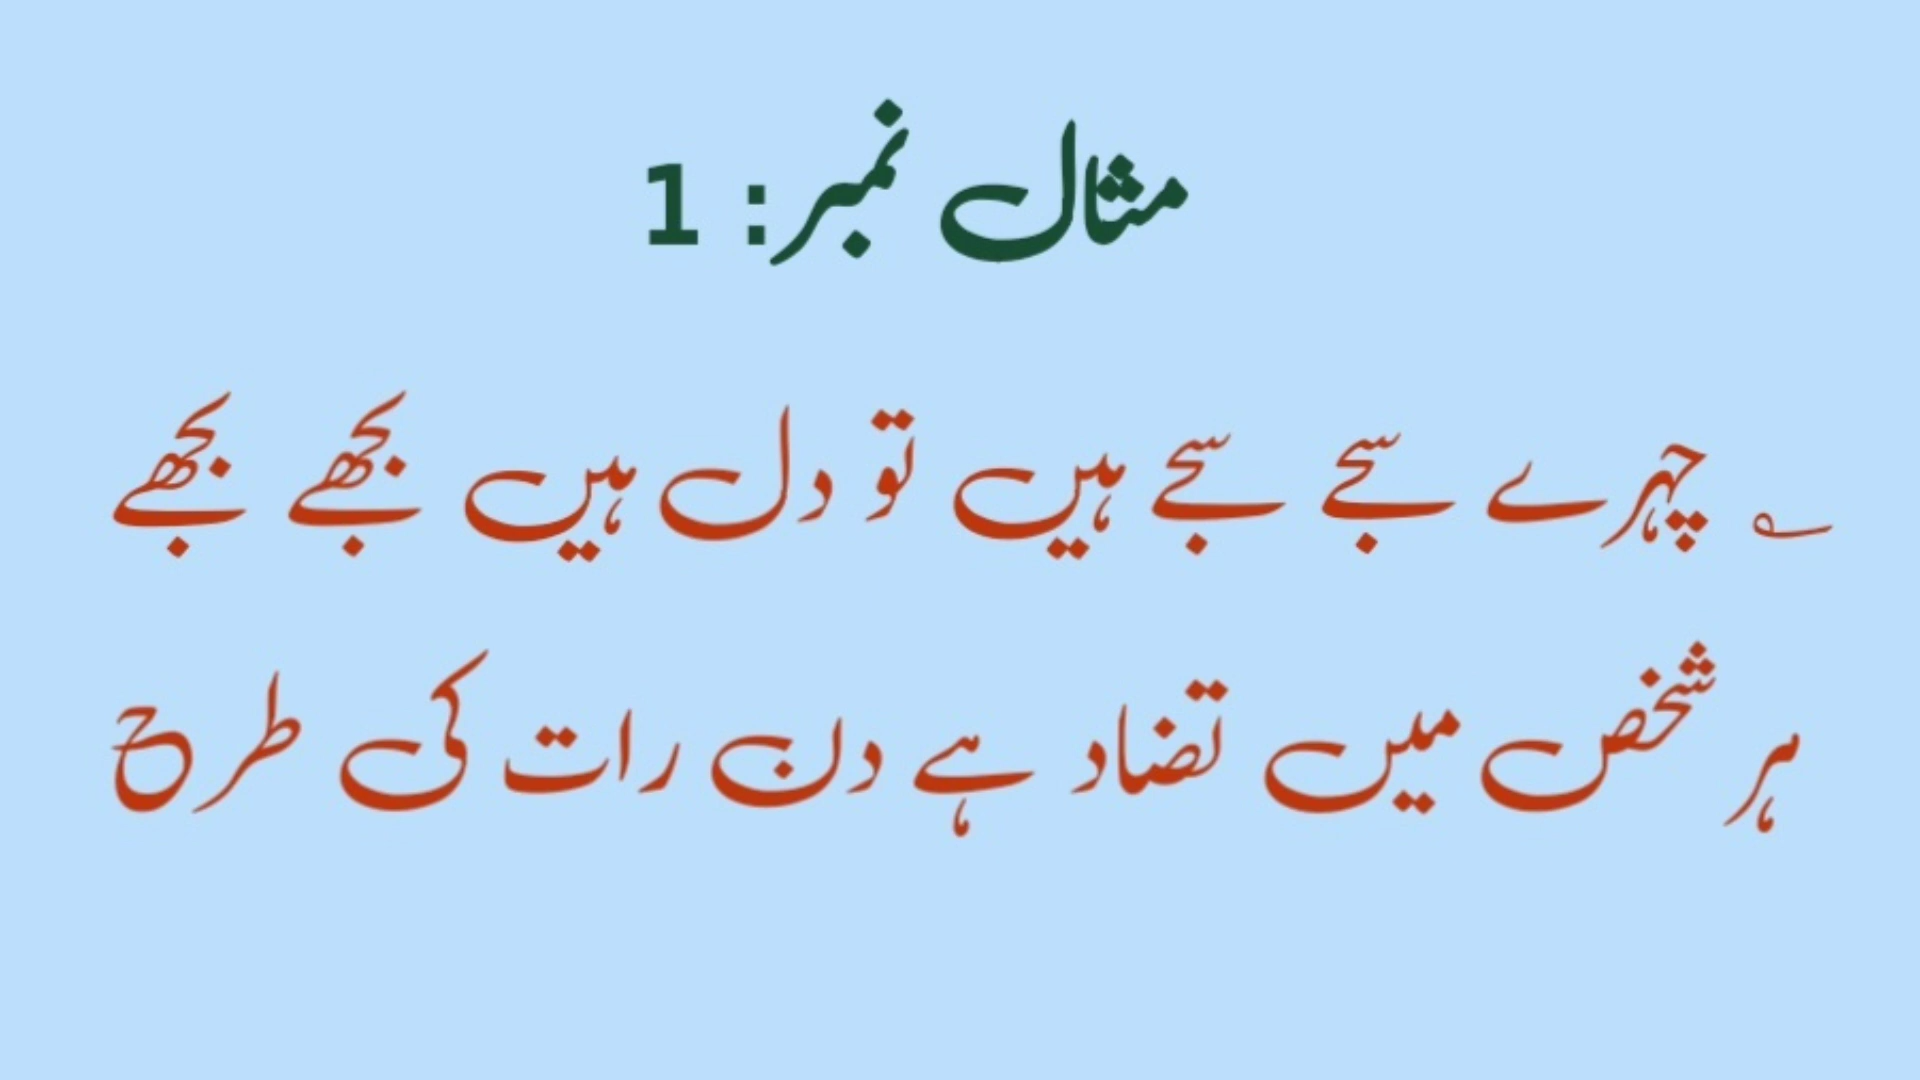 مثال نمبر: 1
؎ چہرے سجے سجے ہیں تو دل ہیں بجھے بجھے
ہر شخص میں تضاد ہے دن رات کی طرح